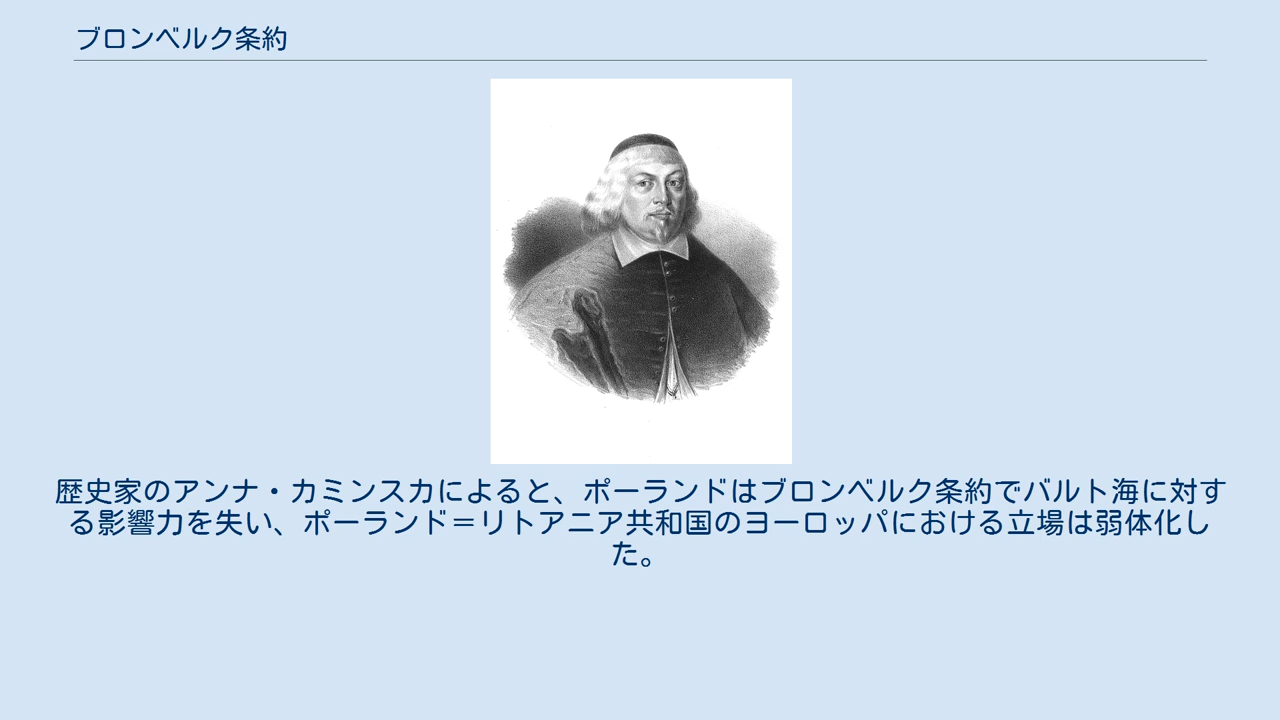 ブロンベルク条約
歴史家のアンナ・カミンスカによると、ポーランドはブロンベルク条約でバルト海に対す
る影響力を失い、ポーランド＝リトアニア共和国のヨーロッパにおける立場は弱体化し
た。